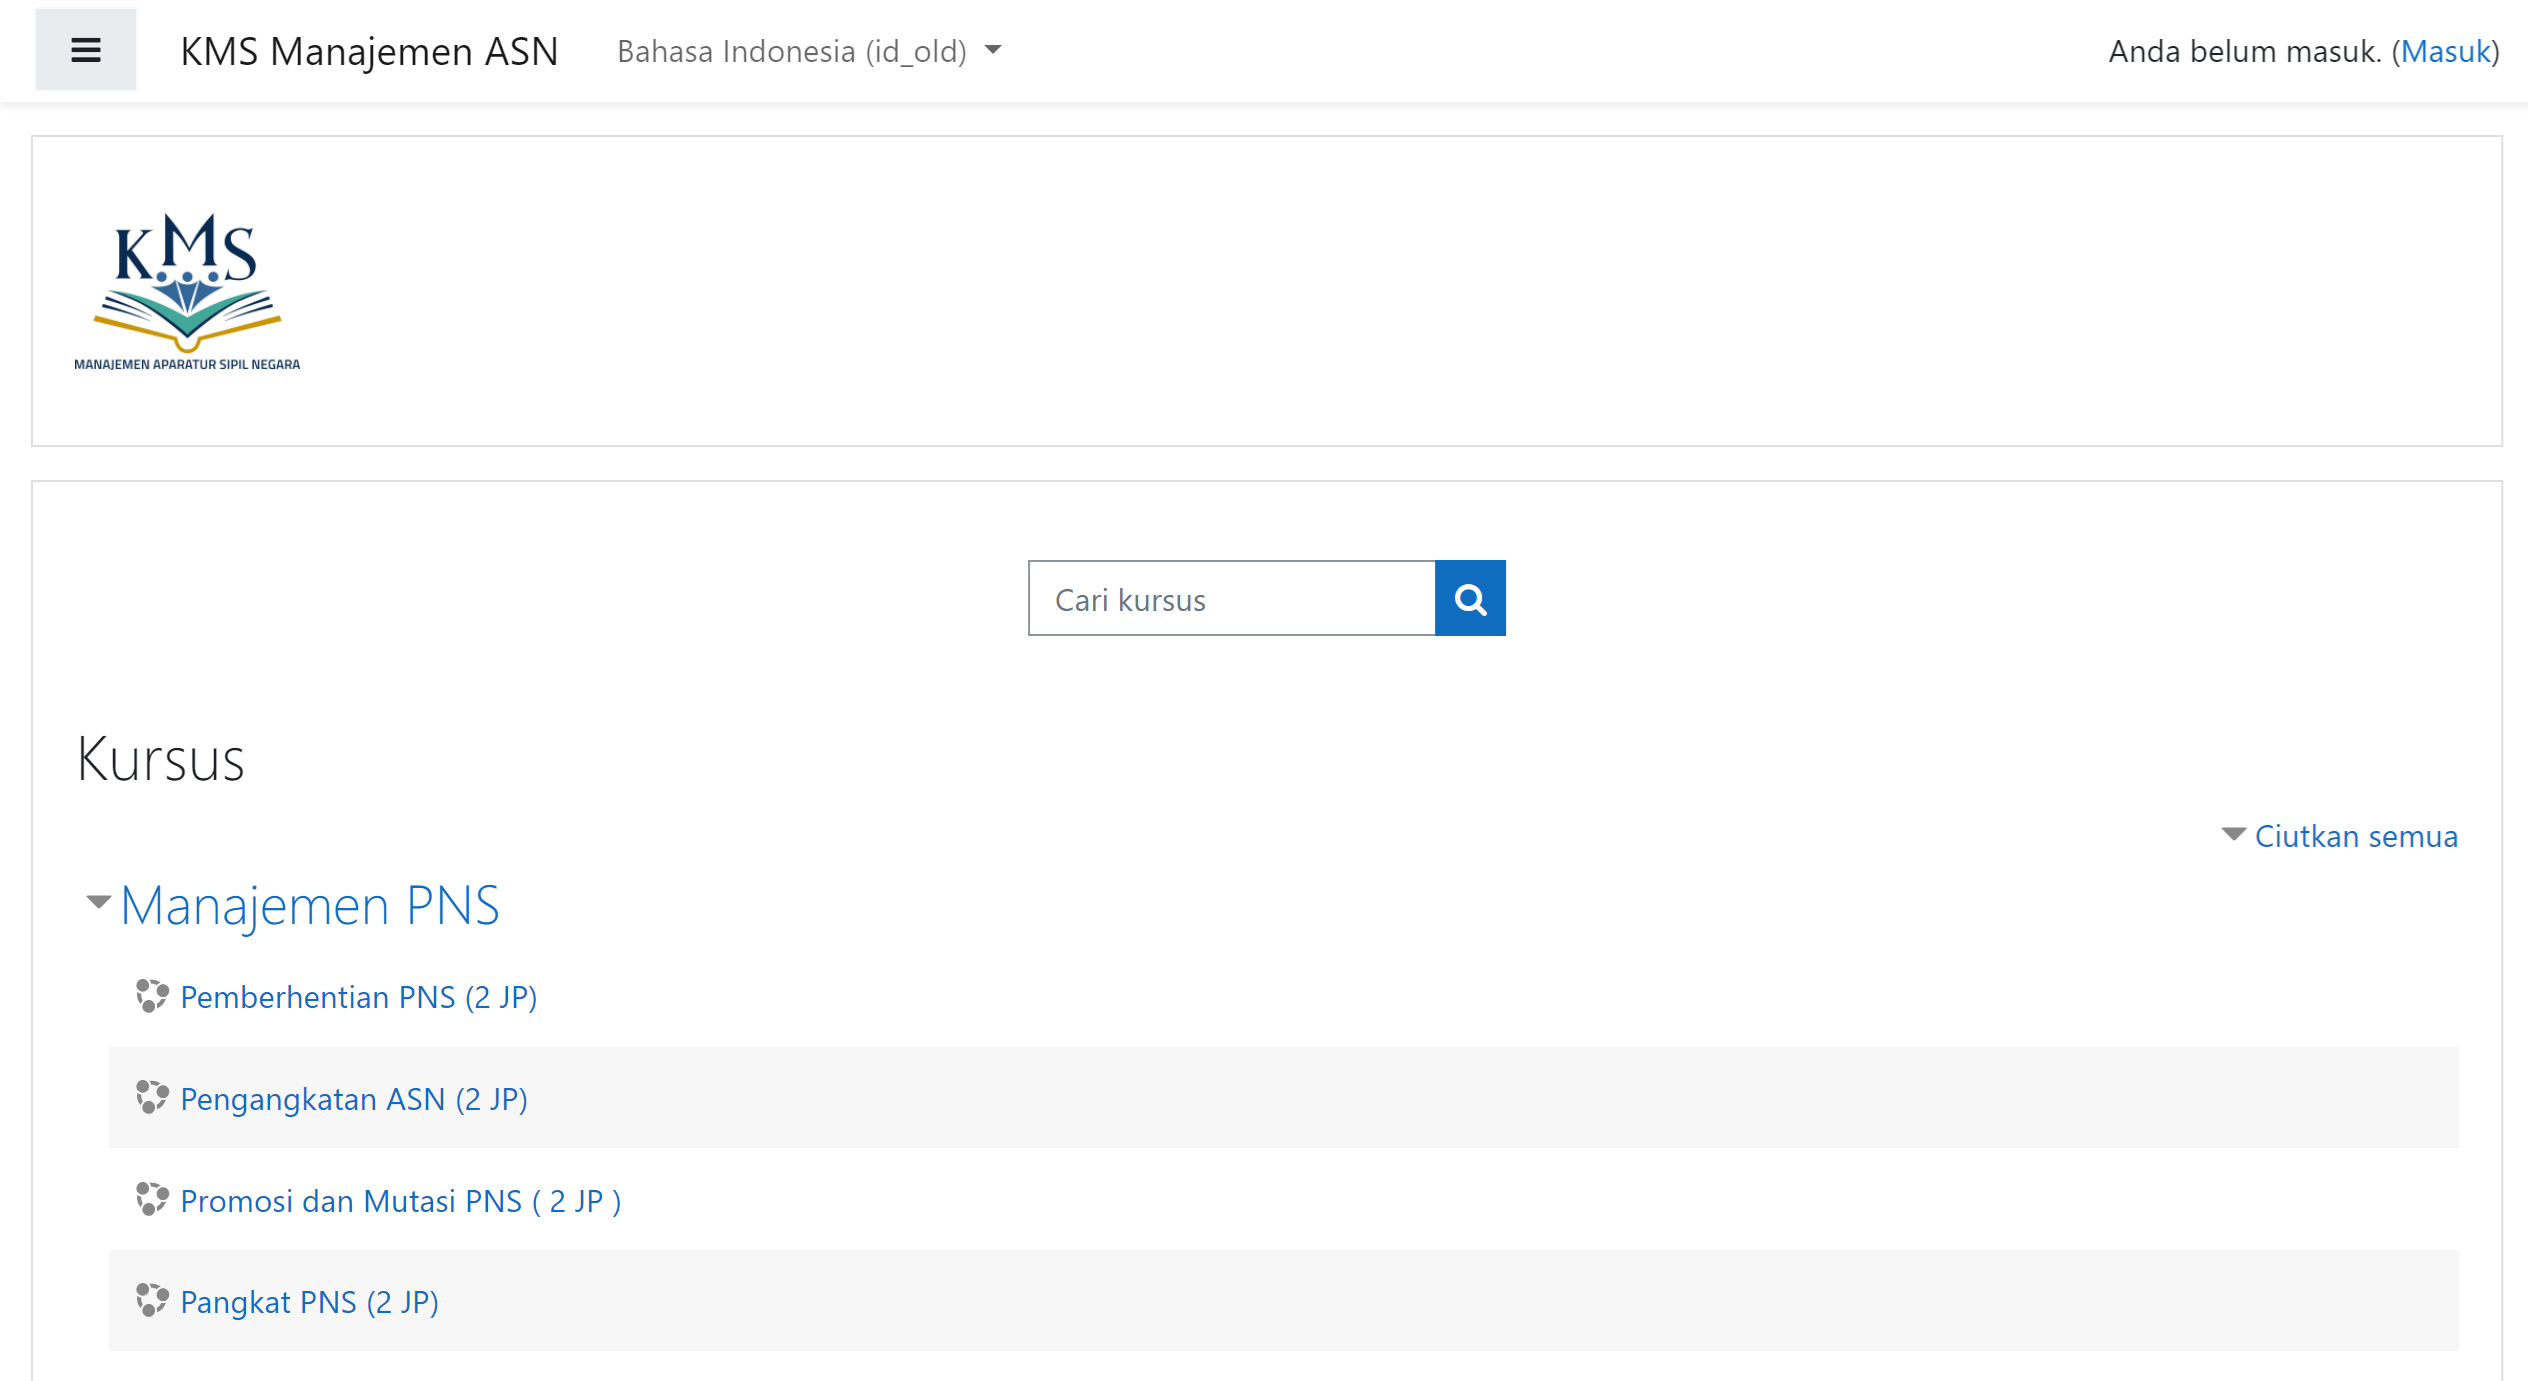 KMS Manajemen ASN
Bahasa Indonesia (id_old)
Anda belum masuk. (Masuk)
KMS
MANAJEMEN APARATUR SIPIL NEGARA
Cari kursus
Kursus
Ciutkan semua
Manajemen PNS
Pemberhentian PNS (2 JP)
Pengangkatan ASN (2 JP)
Promosi dan Mutasi PNS ( 2 JP )
Pangkat PNS (2 JP)